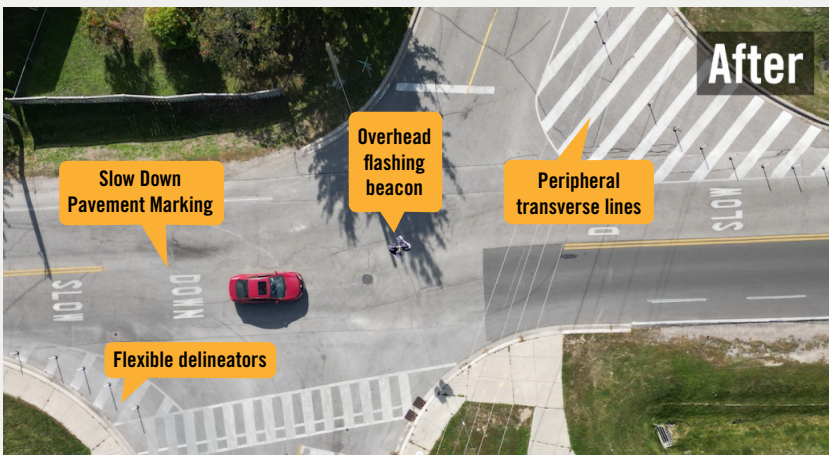 After
Overhead
flashing
beacon
Slow Down
Pavement Marking
Peripheral
transverse lines
SLOW
D
SLOW
DOWN
Flexible delineators